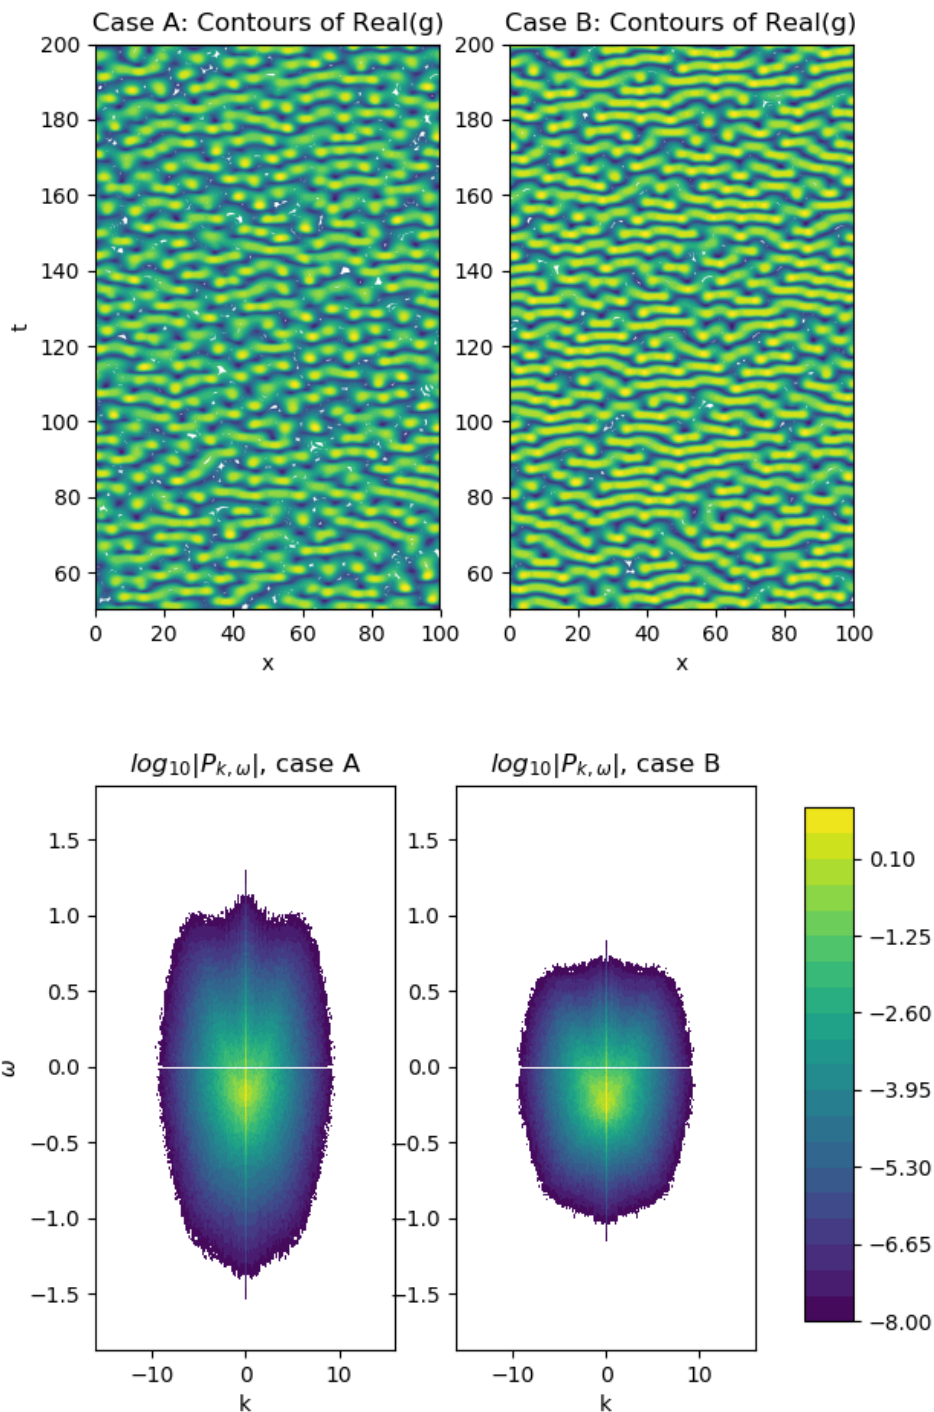 Case A: Contours of Real(g)
Case B: Contours of Real(g)
200
180
160
140
120
100
80
60
t
0 20 40 60 80 100
x
200
180
160
140
120
100
80
60
0 20 40 60 80 100
x
log₁₀|Pₖ,ω|, case A
log₁₀|Pₖ,ω|, case B
1.5
1.0
0.5
0.0
−0.5
−1.0
−1.5
ω
−10 0 10
k
1.5
1.0
0.5
0.0
−0.5
−1.0
−1.5
−10 0 10
k
0.10
−1.25
−2.60
−3.95
−5.30
−6.65
−8.00